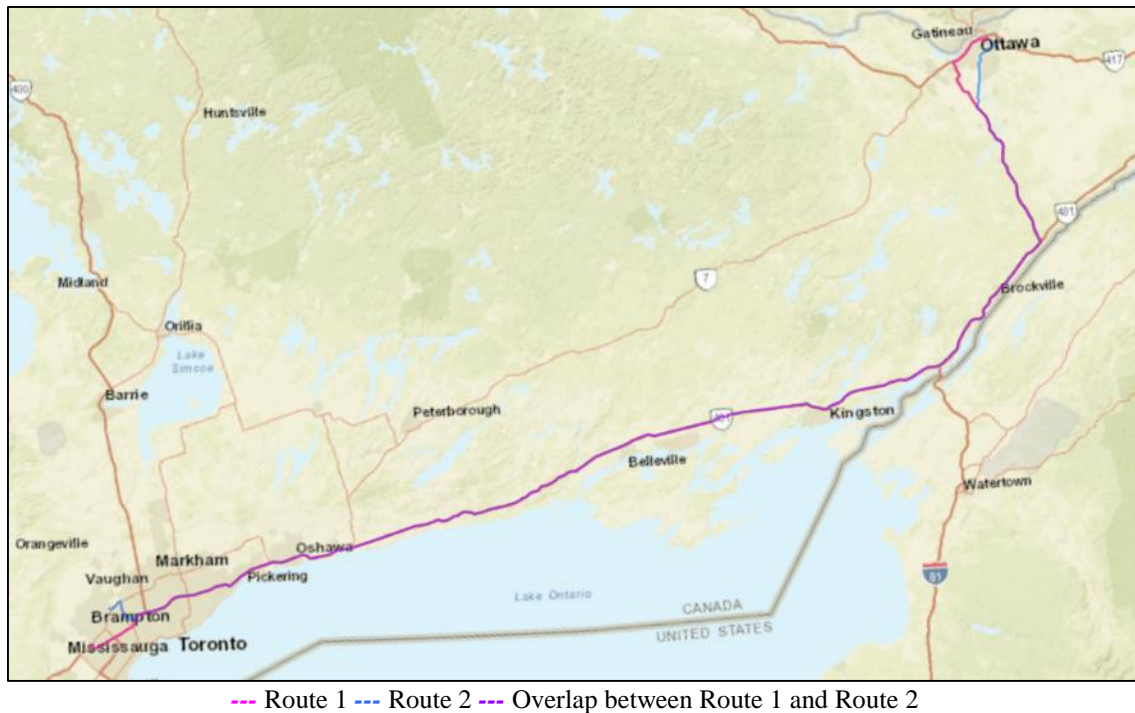 Gatineau
Ottawa
417
400
Huntsville
401
7
Midland
Brockville
Orillia
Lake
Simcoe
Barrie
Peterborough
Kingston
401
Belleville
Watertown
Orangeville
Markham
Oshawa
Vaughan
Pickering
81
Lake Ontario
CANADA
Brampton
UNITED STATES
Mississauga
Toronto
--- Route 1 --- Route 2 --- Overlap between Route 1 and Route 2